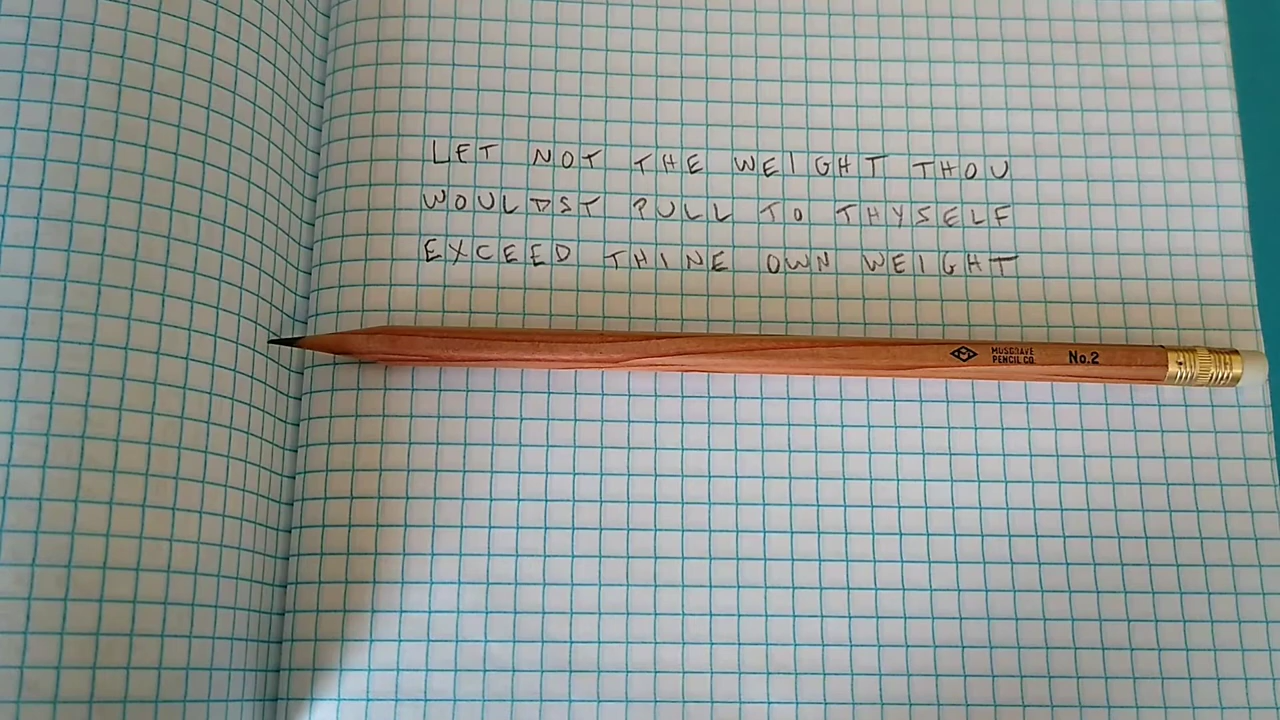 LET NOT THE WEIGHT THOU
WOULDST PULL TO THYSELF
EXCEED THINE OWN WEIGHT
MUSGRAVE
PENCIL CO.
No.2